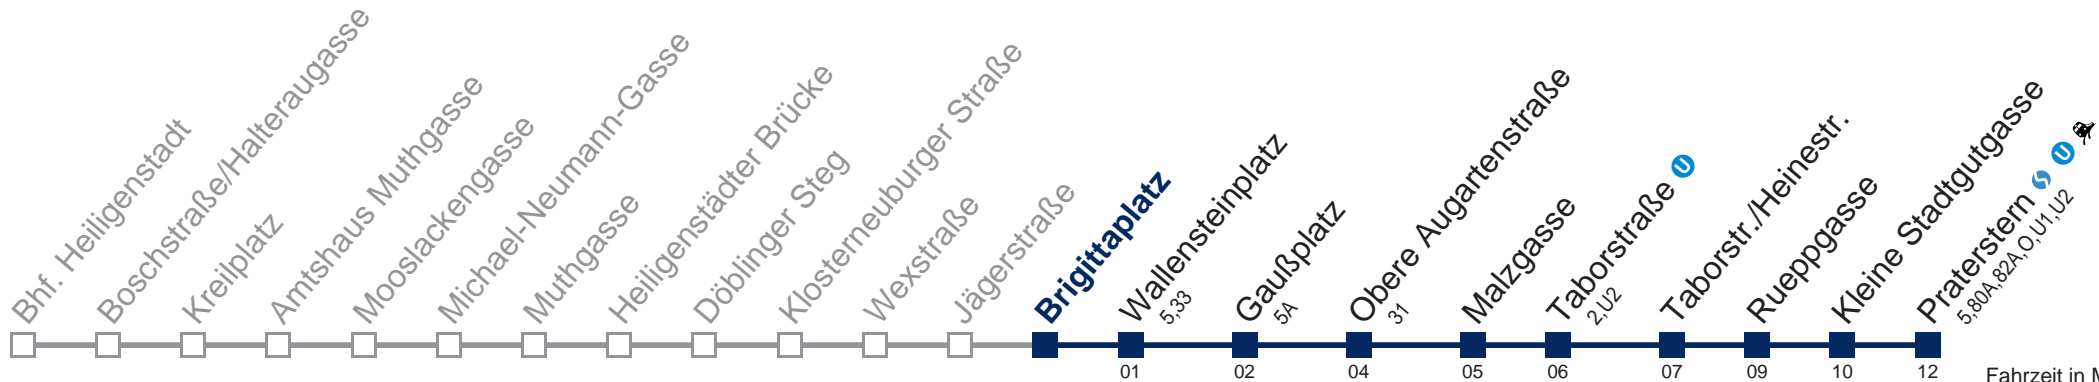 Bhf. Heiligenstadt
Boschstraße/Halteraugasse
Kreilplatz
Amtshaus Muthgasse
Mooslackengasse
Michael-Neumann-Gasse
Muthgasse
Heiligenstädter Brücke
Döblinger Steg
Klosterneuburger Straße
Wexstraße
Jägerstraße
Brigittaplatz
Wallensteinplatz
5,33
Gaußplatz
5A
Obere Augartenstraße
31
Malzgasse
Taborstraße U
2,U2
Taborstr./Heinestr.
Rueppgasse
Kleine Stadtgutgasse
Praterstern S U
5,80A,82A,O,U1,U2
01 02 04 05 06 07 09 10 12
Fahrzeit in M